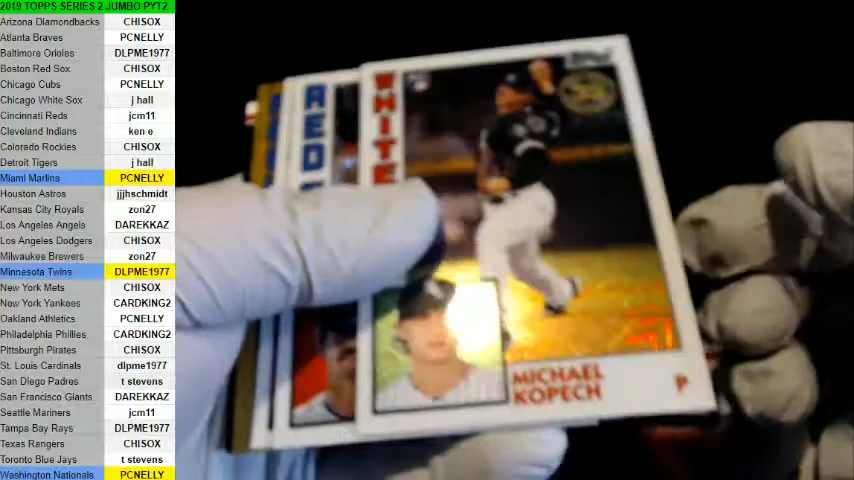 2019 TOPPS SERIES 2 JUMBO PYT2
Arizona Diamondbacks CHISOX
Atlanta Braves PCNELLY
Baltimore Orioles DLPME1977
Boston Red Sox CHISOX
Chicago Cubs PCNELLY
Chicago White Sox j hall
Cincinnati Reds jcm11
Cleveland Indians ken e
Colorado Rockies CHISOX
Detroit Tigers j hall
Miami Marlins PCNELLY
Houston Astros jjjhschmidt
Kansas City Royals zon27
Los Angeles Angels DAREKKAZ
Los Angeles Dodgers CHISOX
Milwaukee Brewers zon27
Minnesota Twins DLPME1977
New York Mets CHISOX
New York Yankees CARDKING2
Oakland Athletics PCNELLY
Philadelphia Phillies CARDKING2
Pittsburgh Pirates CHISOX
St. Louis Cardinals dlpme1977
San Diego Padres t stevens
San Francisco Giants DAREKKAZ
Seattle Mariners jcm11
Tampa Bay Rays DLPME1977
Texas Rangers CHISOX
Toronto Blue Jays t stevens
Washington Nationals PCNELLY
RED
WHITE
TOPPS
MICHAEL
KOPECH
P